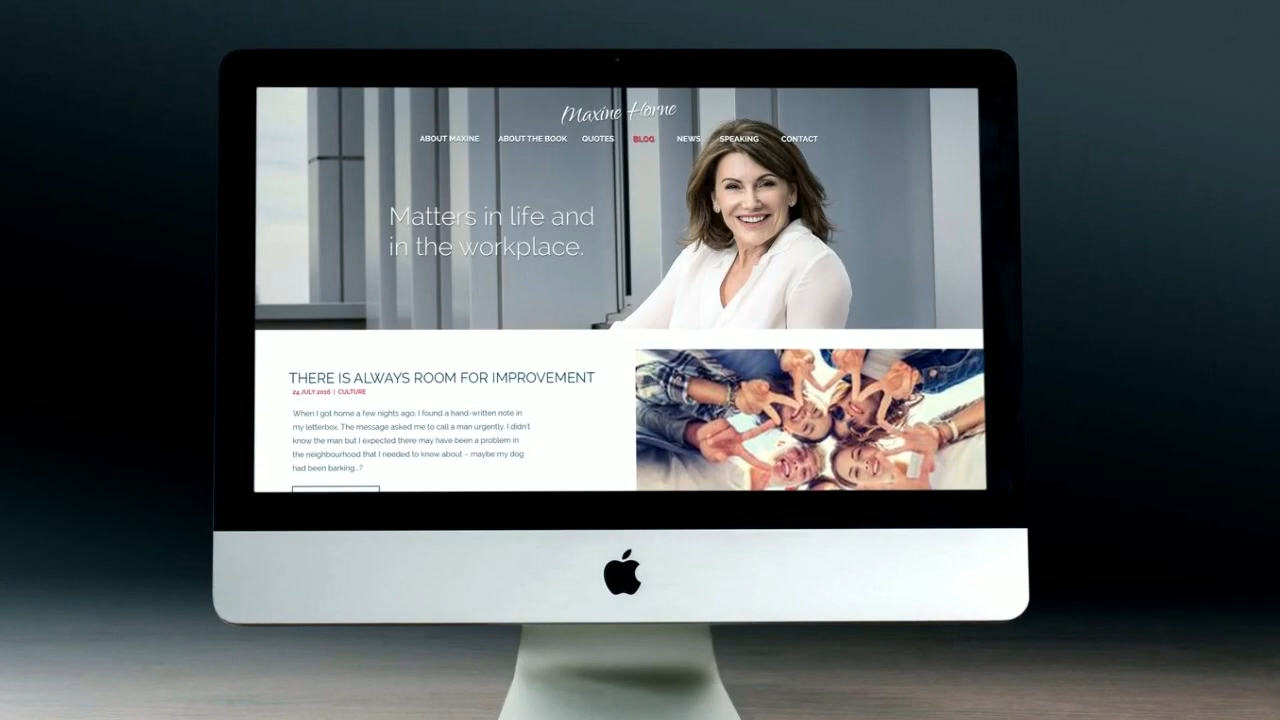 Maxine Horne
ABOUT MAXINE ABOUT THE BOOK QUOTES BLOG NEWS SPEAKING CONTACT
Matters in life and
in the workplace.
THERE IS ALWAYS ROOM FOR IMPROVEMENT
24 JULY 2016 | CULTURE
When I got home a few nights ago, I found a hand-written note in
my letterbox. The message asked me to call a man urgently. I didn't
know the man but I expected there may have been a problem in
the neighbourhood that I needed to know about – maybe my dog
had been barking...?